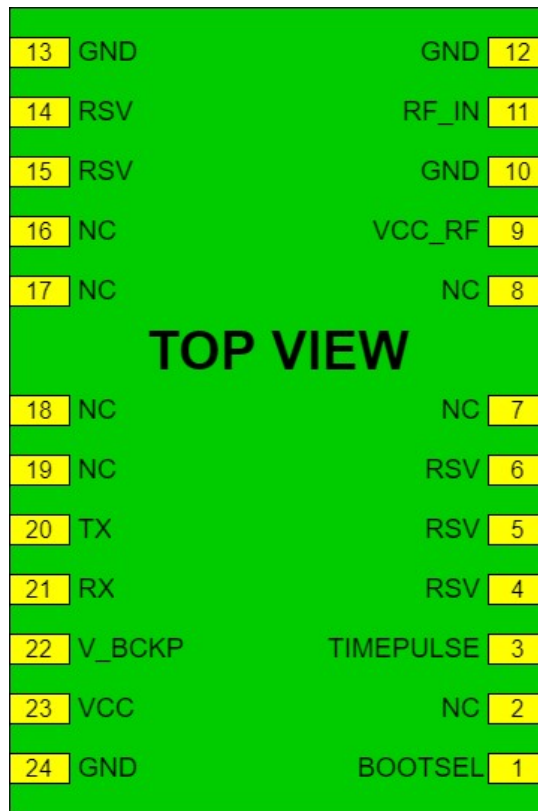 13 GND GND 12
14 RSV RF_IN 11
15 RSV GND 10
16 NC VCC_RF 9
17 NC NC 8
TOP VIEW
18 NC NC 7
19 NC RSV 6
20 TX RSV 5
21 RX RSV 4
22 V_BCKP TIMEPULSE 3
23 VCC NC 2
24 GND BOOTSEL 1